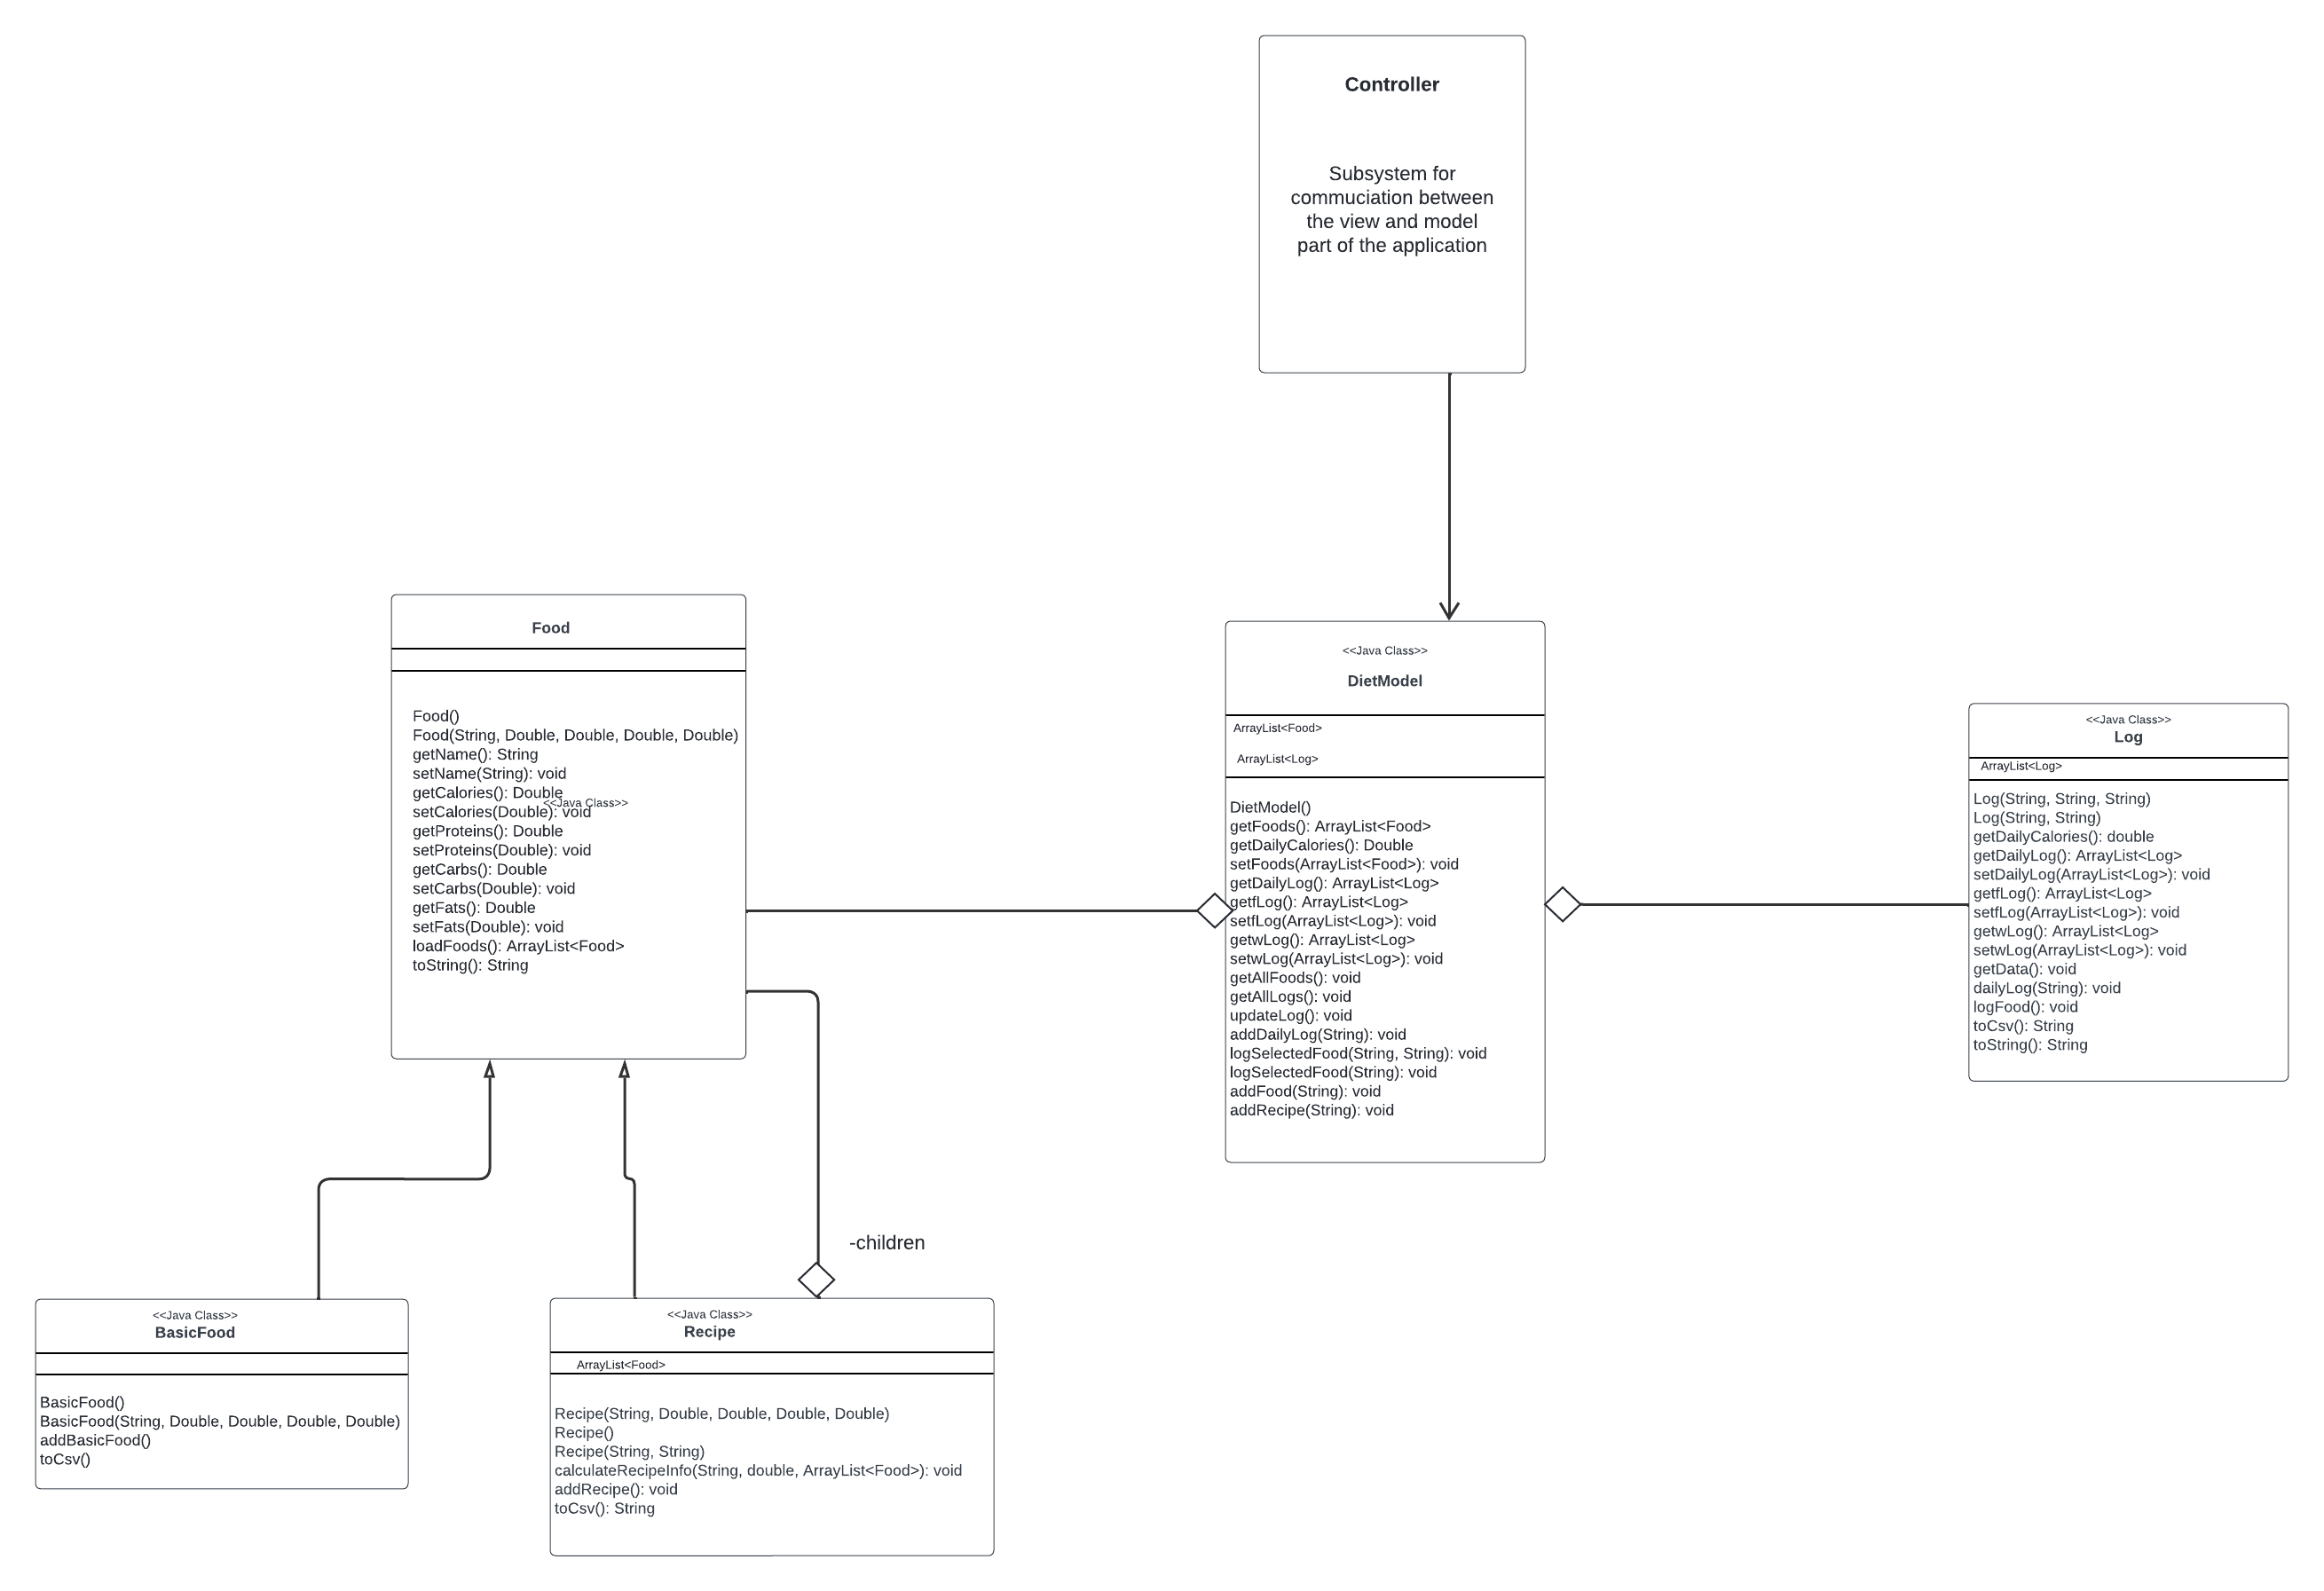 Controller
Subsystem for
commuciation between
the view and model
part of the application
Food
Food()
Food(String, Double, Double, Double, Double)
getName(): String
setName(String): void
getCalories(): Double
<<Java Class>>
setCalories(Double): void
getProteins(): Double
setProteins(Double): void
getCarbs(): Double
setCarbs(Double): void
getFats(): Double
setFats(Double): void
loadFoods(): ArrayList<Food>
toString(): String
<<Java Class>>
DietModel
ArrayList<Food>
ArrayList<Log>
DietModel()
getFoods(): ArrayList<Food>
getDailyCalories(): Double
setFoods(ArrayList<Food>): void
getDailyLog(): ArrayList<Log>
getfLog(): ArrayList<Log>
setfLog(ArrayList<Log>): void
getwLog(): ArrayList<Log>
setwLog(ArrayList<Log>): void
getAllFoods(): void
getAllLogs(): void
updateLog(): void
addDailyLog(String): void
logSelectedFood(String, String): void
logSelectedFood(String): void
addFood(String): void
addRecipe(String): void
<<Java Class>>
Log
ArrayList<Log>
Log(String, String, String)
Log(String, String)
getDailyCalories(): double
getDailyLog(): ArrayList<Log>
setDailyLog(ArrayList<Log>): void
getfLog(): ArrayList<Log>
setfLog(ArrayList<Log>): void
getwLog(): ArrayList<Log>
setwLog(ArrayList<Log>): void
getData(): void
dailyLog(String): void
logFood(): void
toCsv(): String
toString(): String
-children
<<Java Class>>
BasicFood
BasicFood()
BasicFood(String, Double, Double, Double, Double)
addBasicFood()
toCsv()
<<Java Class>>
Recipe
ArrayList<Food>
Recipe(String, Double, Double, Double, Double)
Recipe()
Recipe(String, String)
calculateRecipeInfo(String, double, ArrayList<Food>): void
addRecipe(): void
toCsv(): String